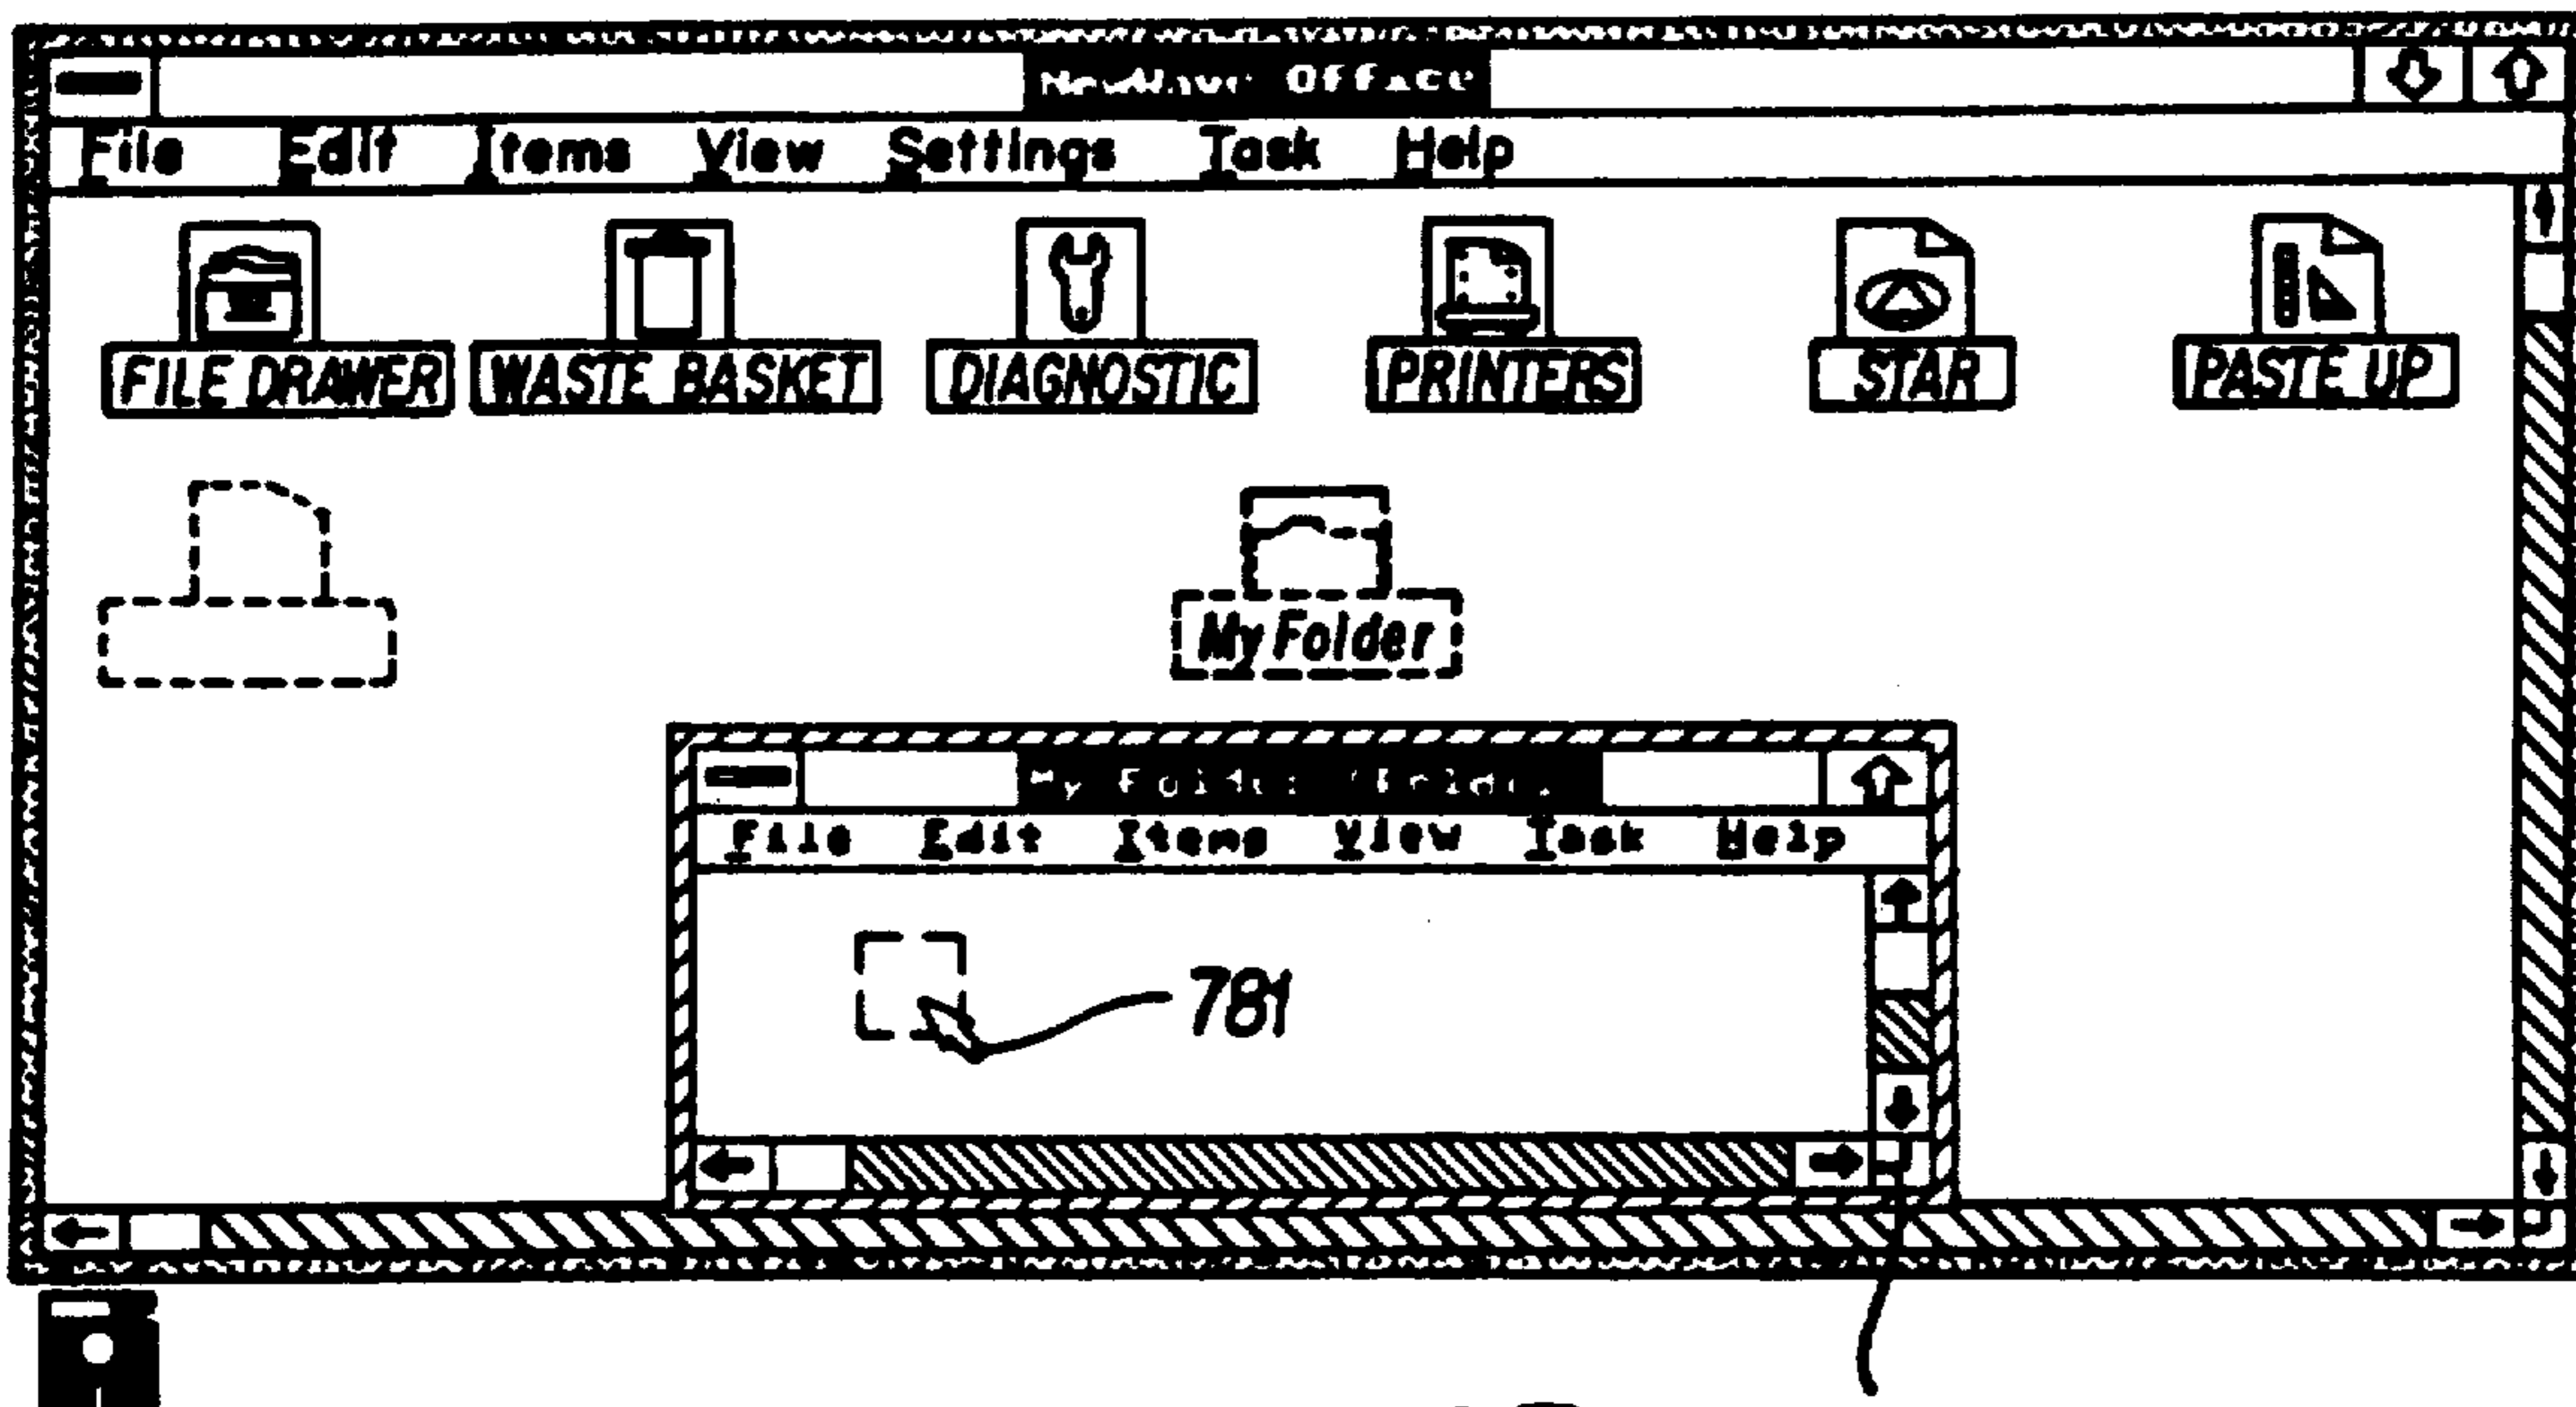 NewWave Office
File Edit Items View Settings Task Help
FILE DRAWER WASTE BASKET DIAGNOSTIC PRINTERS STAR PASTE UP
My Folder
My
File Edit Items View Task Help
781